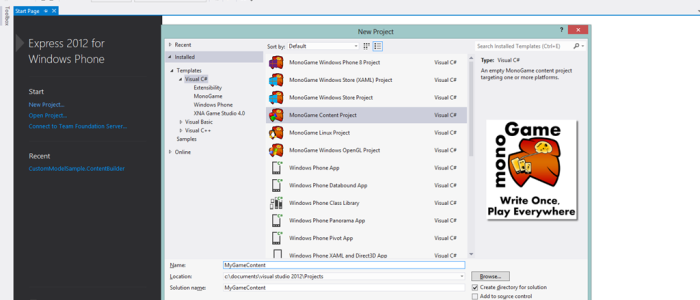 Toolbox
Start Page
Express 2012 for
Windows Phone
Start
New Project...
Open Project...
Connect to Team Foundation Server...
Recent
CustomModelSample.ContentBuilder
New Project
?
Recent
Installed
Templates
Visual C#
Extensibility
MonoGame
Windows Phone
XNA Game Studio 4.0
Visual Basic
Visual C++
Samples
Online
Sort by: Default
Search Installed Templates (Ctrl+E)
MonoGame Windows Phone 8 Project Visual C#
MonoGame Windows Store (XAML) Project Visual C#
MonoGame Windows Store Project Visual C#
MonoGame Content Project Visual C#
MonoGame Linux Project Visual C#
MonoGame Windows OpenGL Project Visual C#
Windows Phone App Visual C#
Windows Phone Databound App Visual C#
Windows Phone Class Library Visual C#
Windows Phone Panorama App Visual C#
Windows Phone Pivot App Visual C#
Windows Phone XAML and Direct3D App Visual C#
Type: Visual C#
An empty MonoGame content project
targeting one or more platforms.
mono Game
Write Once,
Play Everywhere
Name: MyGameContent
Location: c:\documents\visual studio 2012\Projects
Browse...
Solution name: MyGameContent
Create directory for solution
Add to source control